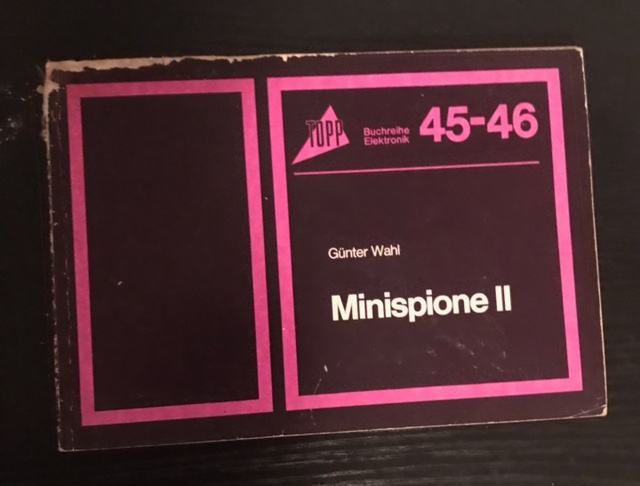 TOPP
Buchreihe
Elektronik
45-46
Günter Wahl
Minispione II